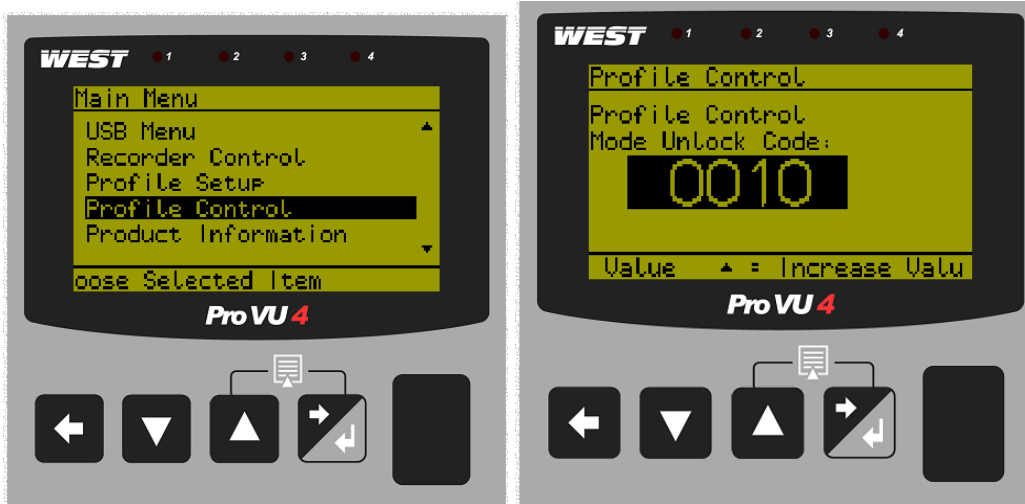 WEST 1 2 3 4
Main Menu
USB Menu
Recorder Control
Profile Setup
Profile Control
Product Information
oose Selected Item
Pro VU 4
WEST 1 2 3 4
Profile Control
Profile Control
Mode Unlock Code:
0010
Value ▲ = Increase Valu
Pro VU 4